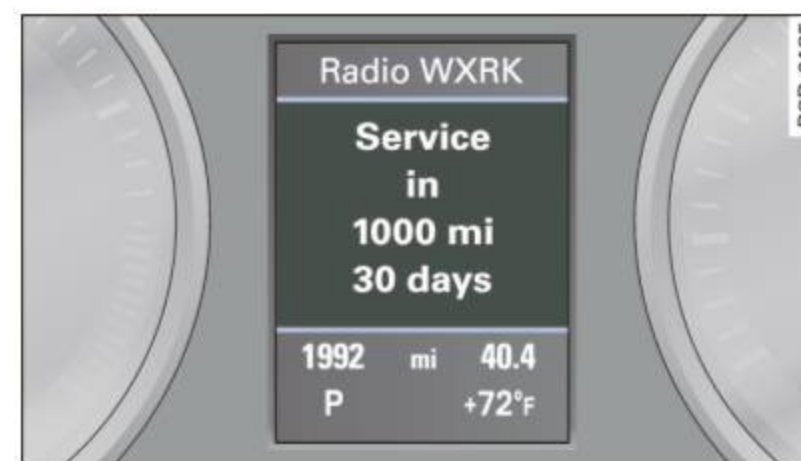 Radio WXRK
Service
in
1000 mi
30 days
1992 mi 40.4
P +72°F